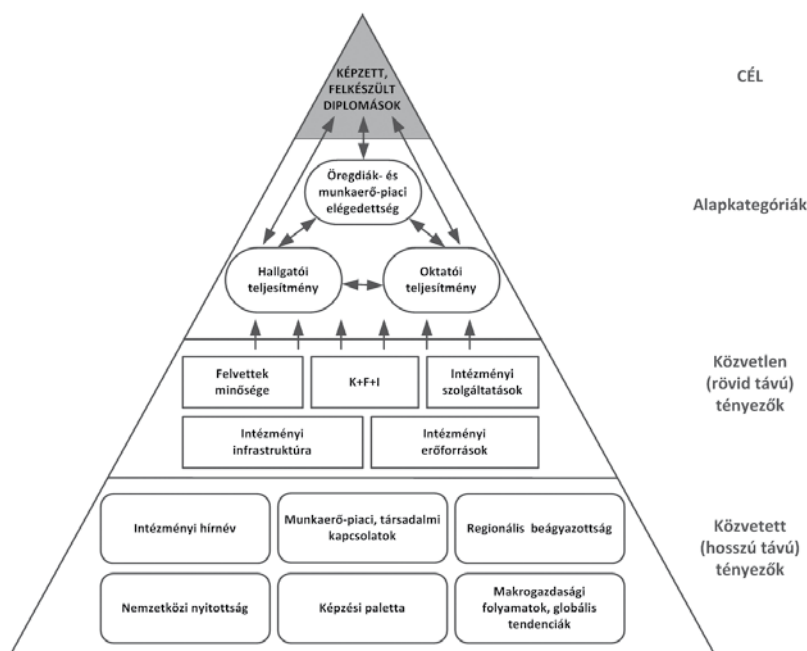 KÉPZETT,
FELKÉSZÜLT
DIPLOMÁSOK
CÉL
Öregdiák- és
munkaerő-piaci
elégedettség
Alapkategóriák
Hallgatói
teljesítmény
Oktatói
teljesítmény
Felvettek
minősége
K+F+I
Intézményi
szolgáltatások
Közvetlen
(rövid távú)
tényezők
Intézményi
infrastruktúra
Intézményi
erőforrások
Intézményi hírnév
Munkaerő-piaci, társadalmi
kapcsolatok
Regionális beágyazottság
Közvetett
(hosszú távú)
tényezők
Nemzetközi nyitottság
Képzési paletta
Makrogazdasági
folyamatok, globális
tendenciák